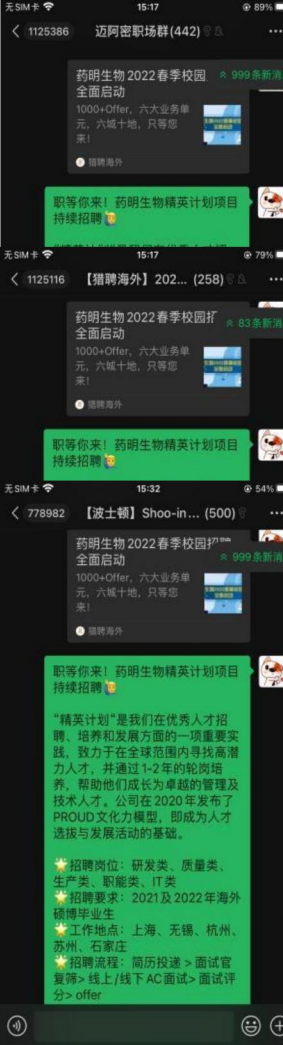 无SIM卡 15:17 89%
1125386 迈阿密职场群(442)
药明生物2022春季校园
全面启动
999条新消
1000+Offer，六大业务单
元，六城十地，只等您
来！
猎聘海外
职等你来！药明生物精英计划项目
持续招聘
无SIM卡 15:17 79%
1125116 【猎聘海外】202... (258)
药明生物2022春季校园招
全面启动
83条新消
1000+Offer，六大业务单
元，六城十地，只等您
来！
猎聘海外
职等你来！药明生物精英计划项目
持续招聘
无SIM卡 15:32 54%
778982 【波士顿】Shoo-in... (500)
药明生物2022春季校园招聘
全面启动
999条新消
1000+Offer，六大业务单
元，六城十地，只等您
来！
猎聘海外
职等你来！药明生物精英计划项目
持续招聘
“精英计划”是我们在优秀人才招
聘、培养和发展方面的一项重要实
践，致力于在全球范围内寻找高潜
力人才，并通过1-2年的轮岗培
养，帮助他们成长为卓越的管理及
技术人才。公司在2020年发布了
PROUD文化力模型，即成为人才
选拔与发展活动的基础。
招聘岗位：研发类、质量类、
生产类、职能类、IT类
招聘要求：2021及2022年海外
硕博毕业生
工作地点：上海、无锡、杭州、
苏州、石家庄
招聘流程：简历投递 > 面试官
复筛> 线上/线下AC面试> 面试评
分> offer